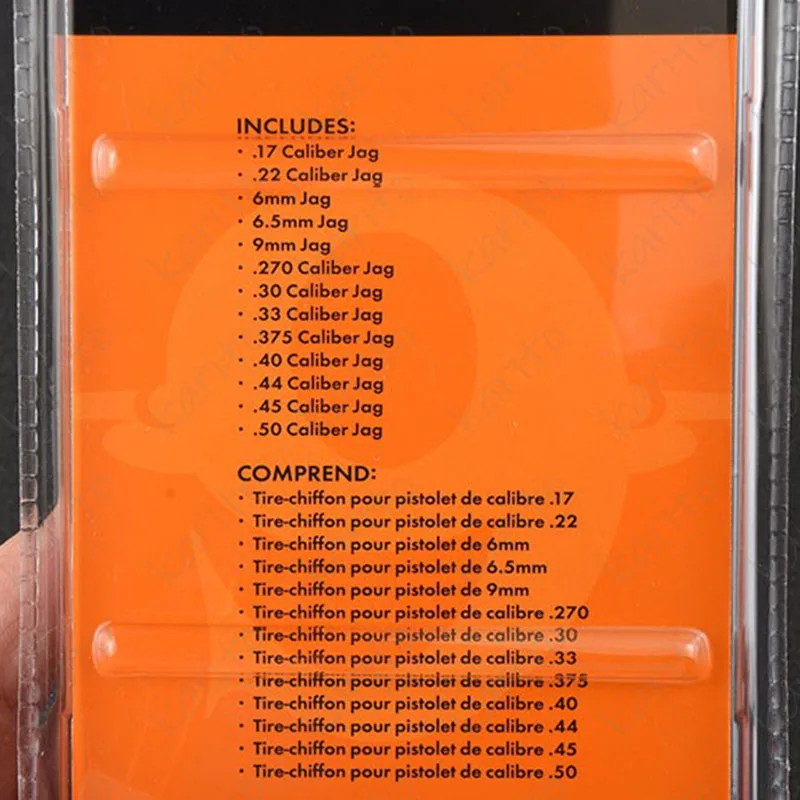 INCLUDES:
· .17 Caliber Jag
· .22 Caliber Jag
· 6mm Jag
· 6.5mm Jag
· 9mm Jag
· .270 Caliber Jag
· .30 Caliber Jag
· .33 Caliber Jag
· .375 Caliber Jag
· .40 Caliber Jag
· .44 Caliber Jag
· .45 Caliber Jag
· .50 Caliber Jag
COMPREND:
· Tire-chiffon pour pistolet de calibre .17
· Tire-chiffon pour pistolet de calibre .22
· Tire-chiffon pour pistolet de 6mm
· Tire-chiffon pour pistolet de 6.5mm
· Tire-chiffon pour pistolet de 9mm
· Tire-chiffon pour pistolet de calibre .270
· Tire-chiffon pour pistolet de calibre .30
· Tire-chiffon pour pistolet de calibre .33
· Tire-chiffon pour pistolet de calibre .375
· Tire-chiffon pour pistolet de calibre .40
· Tire-chiffon pour pistolet de calibre .44
· Tire-chiffon pour pistolet de calibre .45
· Tire-chiffon pour pistolet de calibre .50